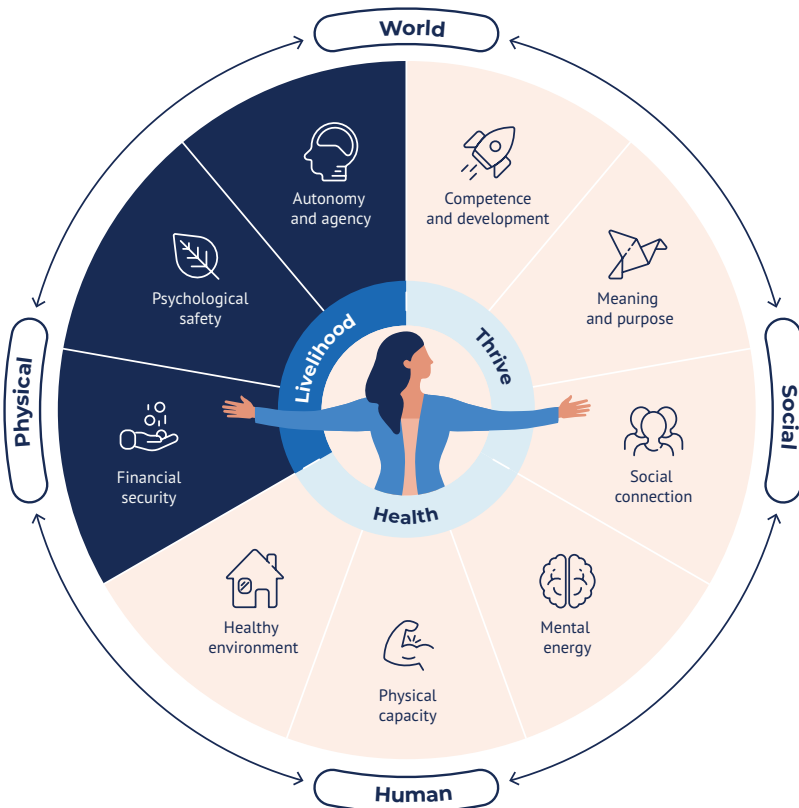 World
Autonomy
and agency
Competence
and development
Psychological
safety
Meaning
and purpose
Livelihood
Thrive
Physical
Social
Financial
security
Social
connection
Health
Healthy
environment
Mental
energy
Physical
capacity
Human